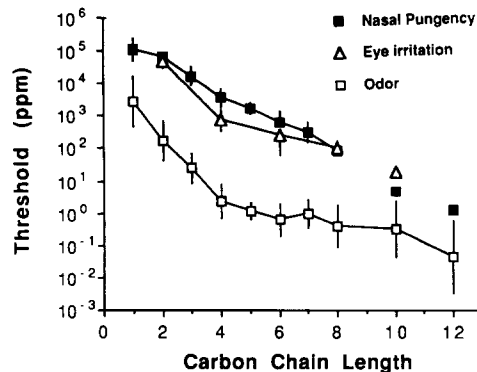 Nasal Pungency
Eye irritation
Odor
Threshold (ppm)
10^5
10^5
10^4
10^3
10^2
10^1
10^0
10^-1
10^-2
10^-3
0 2 4 6 8 10 12
Carbon Chain Length